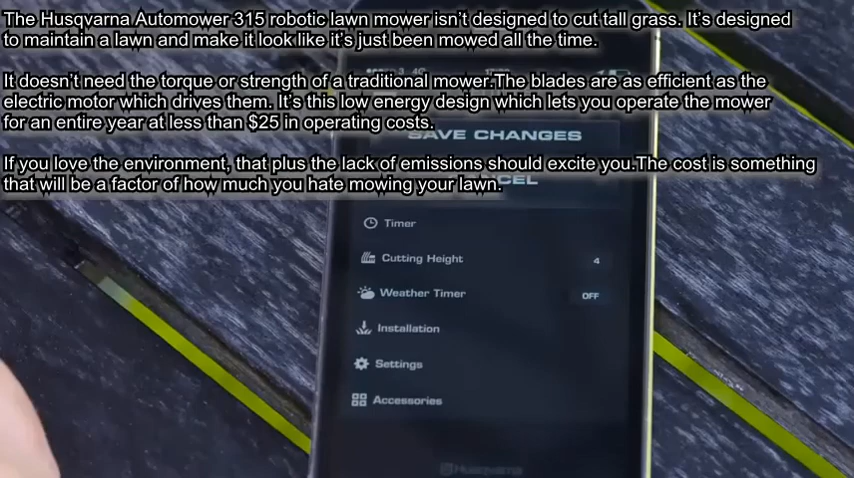 The Husqvarna Automower 315 robotic lawn mower isn't designed to cut tall grass. It's designed
to maintain a lawn and make it look like it's just been mowed all the time.
It doesn't need the torque or strength of a traditional mower.The blades are as efficient as the
electric motor which drives them. It's this low energy design which lets you operate the mower
for an entire year at less than $25 in operating costs.
SAVE CHANGES
If you love the environment, that plus the lack of emissions should excite you.The cost is something
that will be a factor of how much you hate mowing your lawn.
Timer
Cutting Height 4
Weather Timer OFF
Installation
Settings
Accessories
Husqvarna